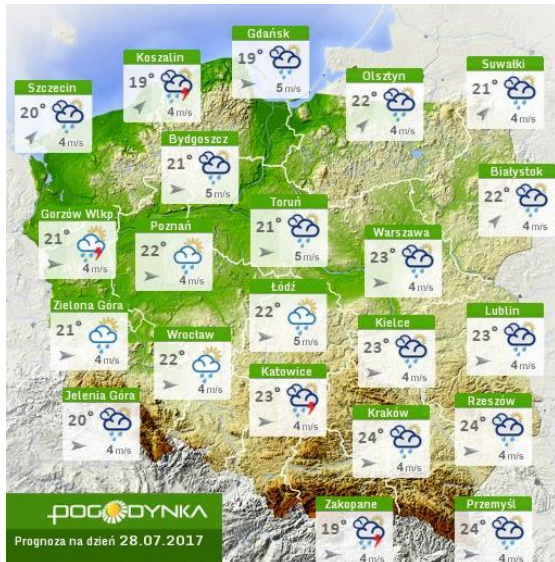 Gdańsk
19°
5 m/s
Koszalin
19°
4 m/s
Szczecin
20°
4 m/s
Olsztyn
22°
4 m/s
Suwałki
21°
4 m/s
Bydgoszcz
21°
5 m/s
Białystok
22°
4 m/s
Gorzów Wlkp.
21°
4 m/s
Poznań
22°
4 m/s
Toruń
21°
5 m/s
Warszawa
23°
4 m/s
Zielona Góra
21°
4 m/s
Wrocław
22°
4 m/s
Łódź
22°
5 m/s
Kielce
23°
4 m/s
Lublin
23°
4 m/s
Jelenia Góra
20°
4 m/s
Katowice
23°
4 m/s
Kraków
24°
4 m/s
Rzeszów
24°
4 m/s
Zakopane
19°
4 m/s
Przemyśl
24°
4 m/s
POGODYNKA
Prognoza na dzień 28.07.2017